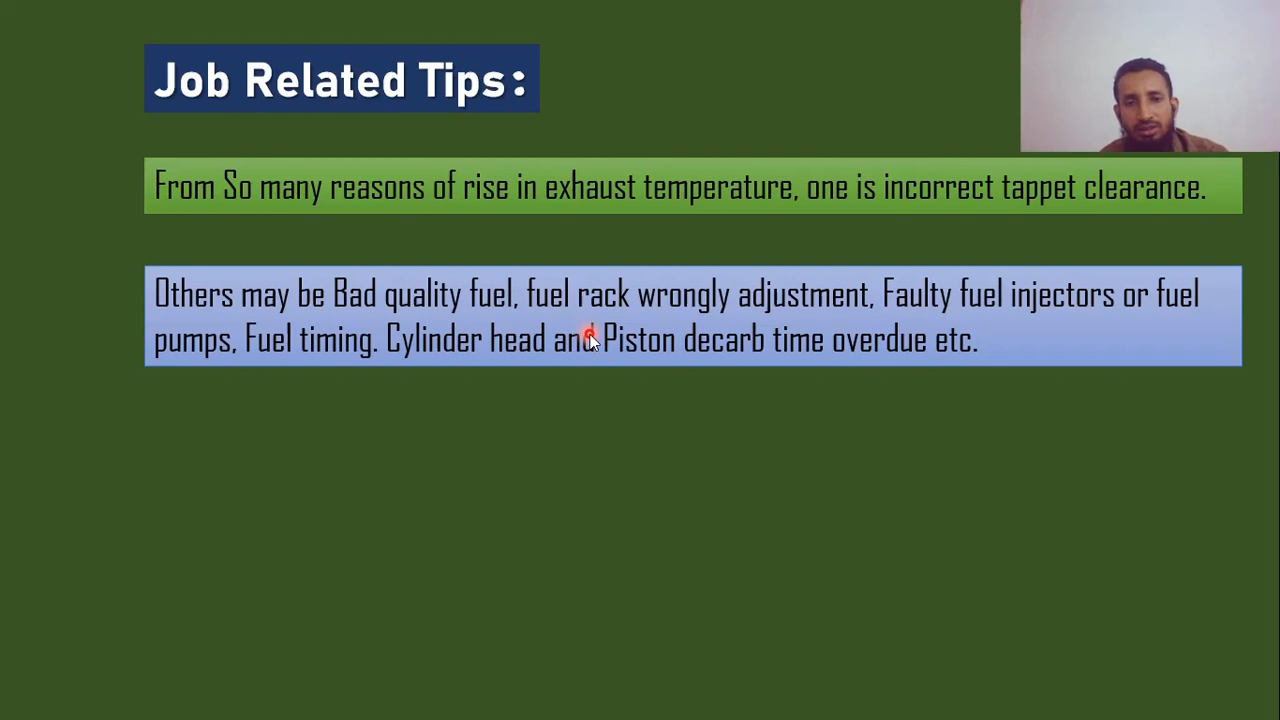 Job Related Tips:
From So many reasons of rise in exhaust temperature, one is incorrect tappet clearance.
Others may be Bad quality fuel, fuel rack wrongly adjustment, Faulty fuel injectors or fuel
pumps, Fuel timing. Cylinder head and Piston decarb time overdue etc.